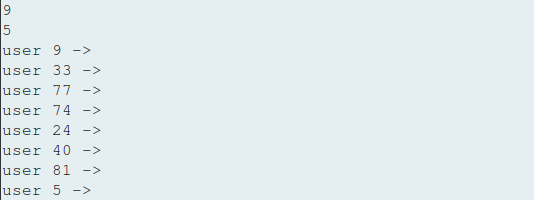 9
5
user 9 ->
user 33 ->
user 77 ->
user 74 ->
user 24 ->
user 40 ->
user 81 ->
user 5 ->